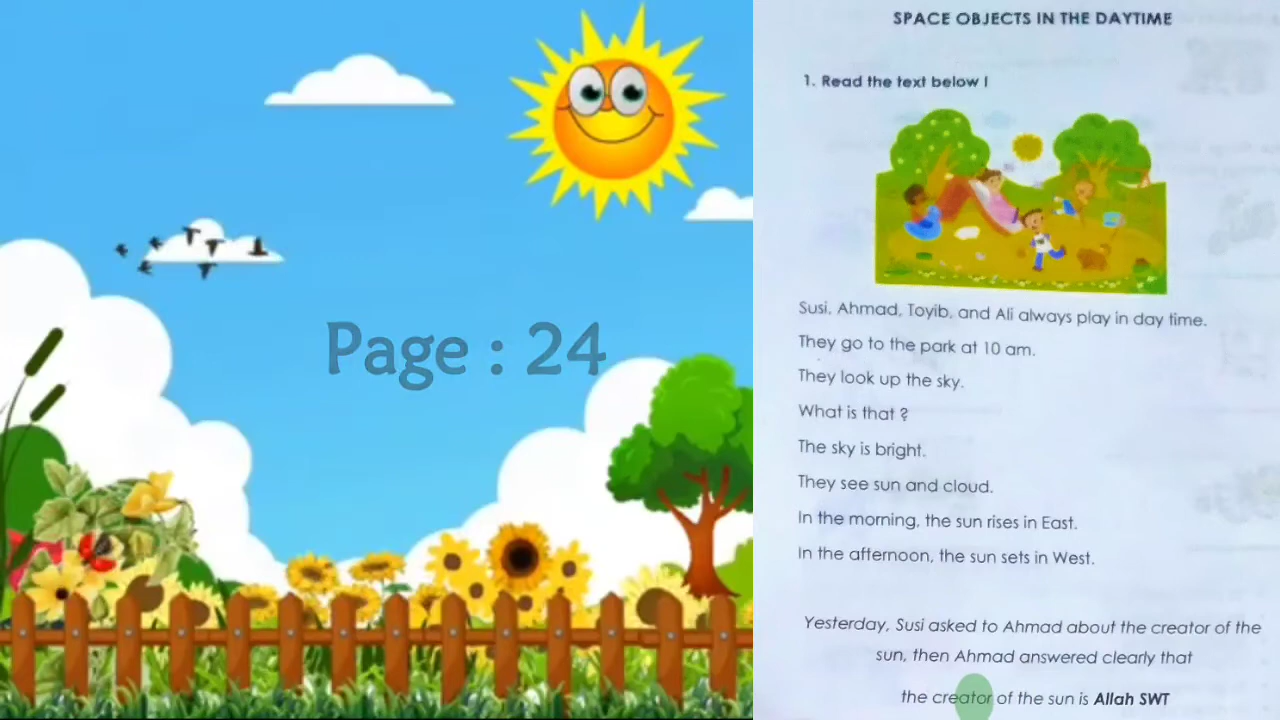 Page : 24
SPACE OBJECTS IN THE DAYTIME
1. Read the text below !
Susi, Ahmad, Toyib, and Ali always play in day time.
They go to the park at 10 am.
They look up the sky.
What is that ?
The sky is bright.
They see sun and cloud.
In the morning, the sun rises in East.
In the afternoon, the sun sets in West.
Yesterday, Susi asked to Ahmad about the creator of the
sun, then Ahmad answered clearly that
the creator of the sun is Allah SWT